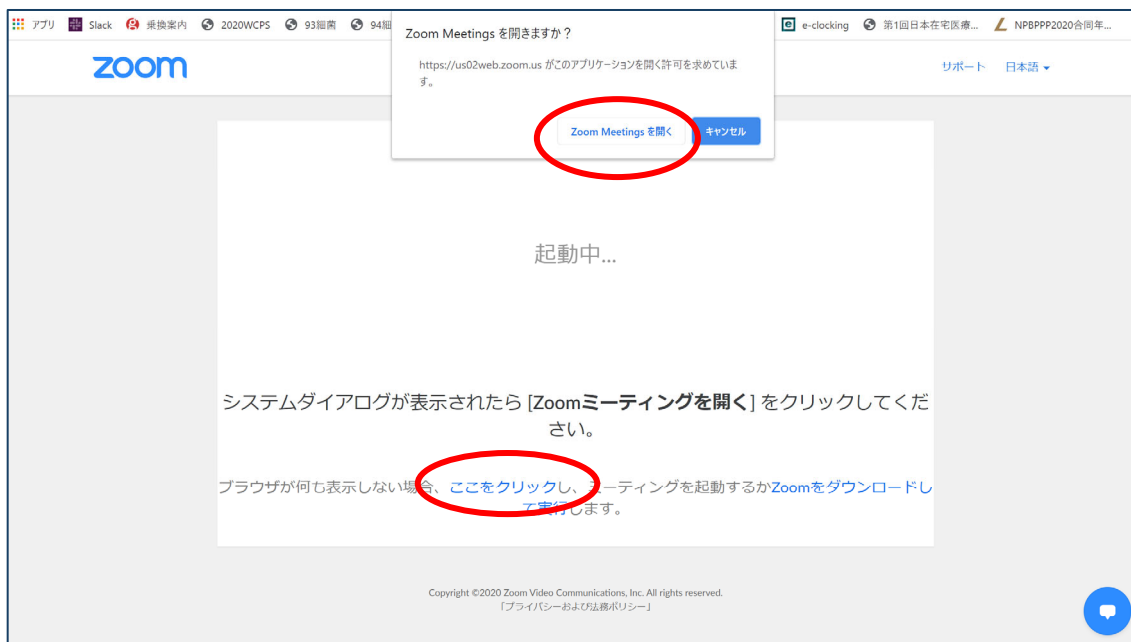 アプリ Slack 乗換案内 2020WCPS 93細菌 94細 e-clocking 第1回日本在宅医療... NPBPPP2020合同年...
Zoom Meetings を開きますか？
https://us02web.zoom.us がこのアプリケーションを開く許可を求めていま
す。
Zoom Meetings を開く キャンセル
zoom サポート 日本語
起動中...
システムダイアログが表示されたら [Zoomミーティングを開く] をクリックしてくだ
さい。
ブラウザが何も表示しない場合、ここをクリックし、ミーティングを起動するかZoomをダウンロードし
て実行します。
Copyright ©2020 Zoom Video Communications, Inc. All rights reserved.
「プライバシーおよび法務ポリシー」